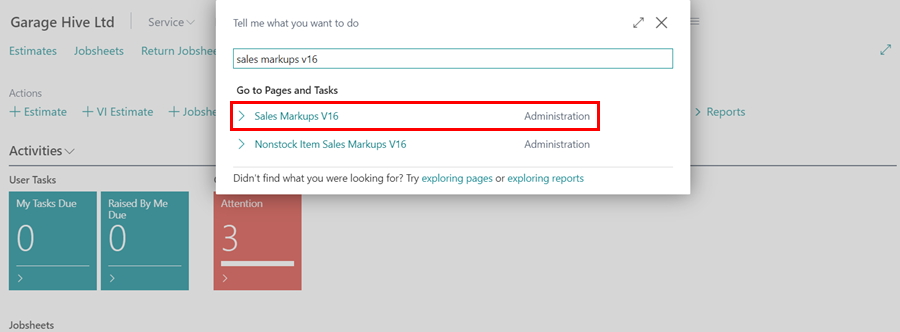 Garage Hive Ltd
Service
Tell me what you want to do
sales markups v16
Estimates
Jobsheets
Return Jobshe
Go to Pages and Tasks
Sales Markups V16
Administration
Nonstock Item Sales Markups V16
Administration
Didn't find what you were looking for? Try exploring pages or exploring reports
Actions
+ Estimate
+ VI Estimate
+ Jobshe
> Reports
Activities
User Tasks
My Tasks Due
0
Raised By Me Due
0
Attention
3
Jobsheets